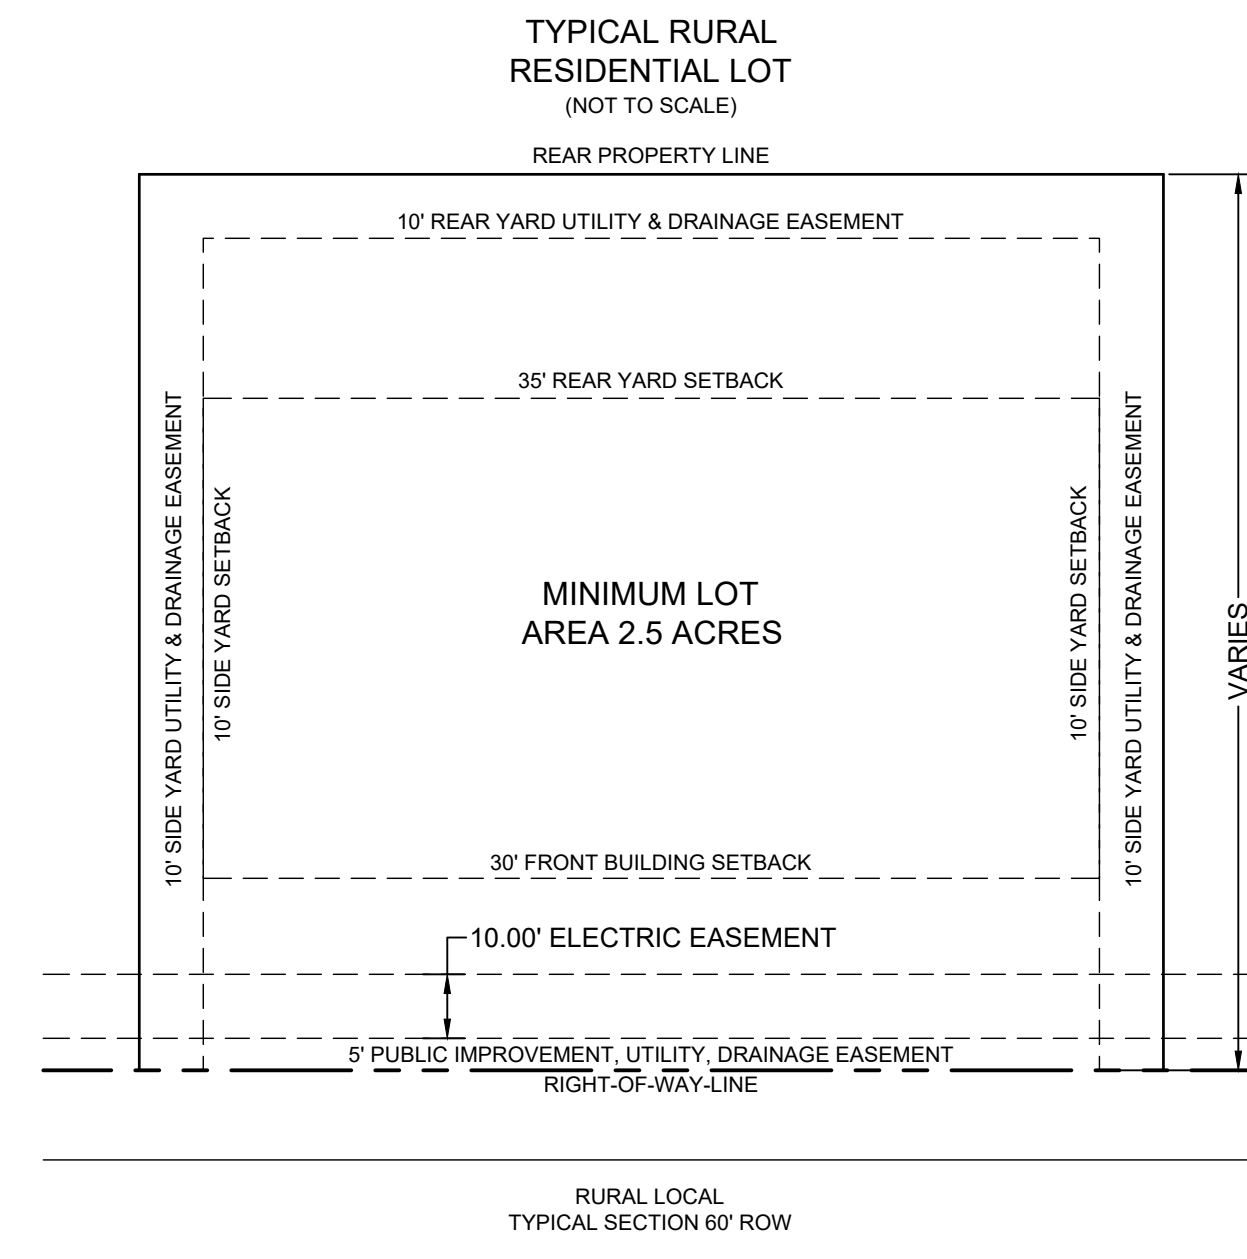 TYPICAL RURAL
RESIDENTIAL LOT
(NOT TO SCALE)
REAR PROPERTY LINE
10' REAR YARD UTILITY & DRAINAGE EASEMENT
35' REAR YARD SETBACK
10' SIDE YARD UTILITY & DRAINAGE EASEMENT
10' SIDE YARD SETBACK
MINIMUM LOT
AREA 2.5 ACRES
10' SIDE YARD SETBACK
10' SIDE YARD UTILITY & DRAINAGE EASEMENT
VARIES
30' FRONT BUILDING SETBACK
10.00' ELECTRIC EASEMENT
5' PUBLIC IMPROVEMENT, UTILITY, DRAINAGE EASEMENT
RIGHT-OF-WAY-LINE
RURAL LOCAL
TYPICAL SECTION 60' ROW